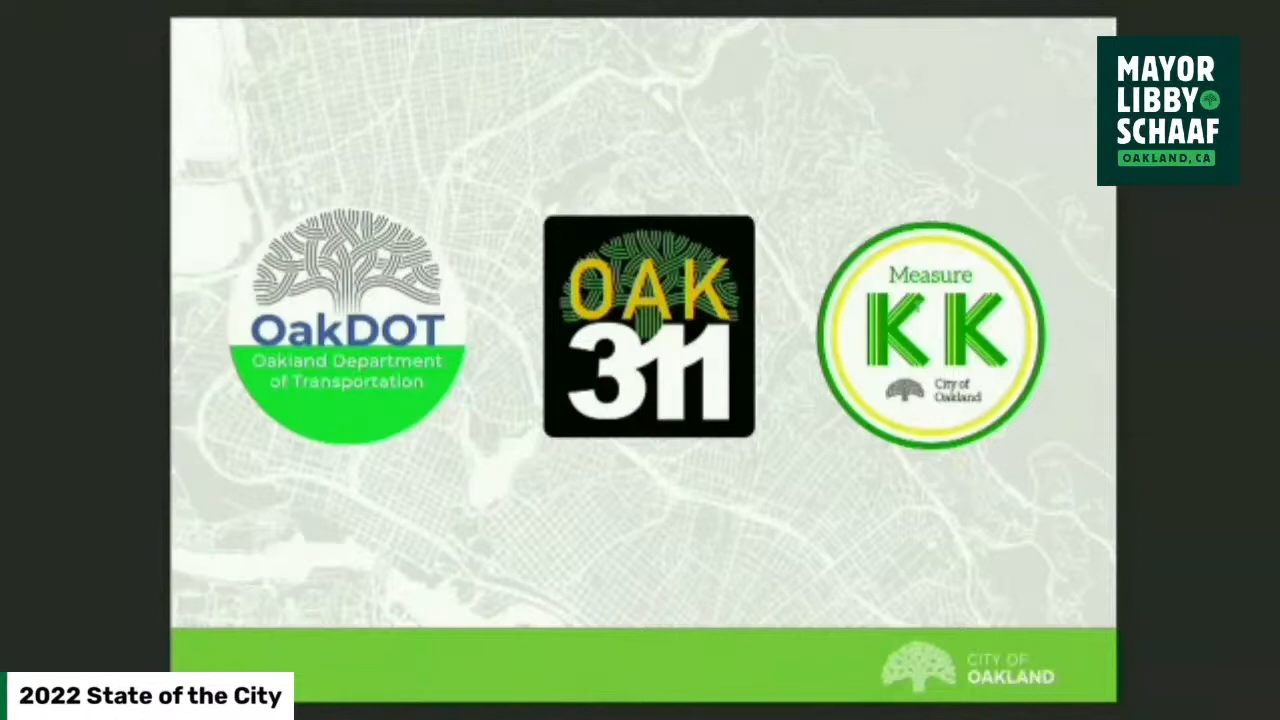 MAYOR
LIBBY
SCHAAF
OAKLAND, CA
OakDOT
Oakland Department
of Transportation
OAK
311
Measure
KK
City of
Oakland
CITY OF
OAKLAND
2022 State of the City